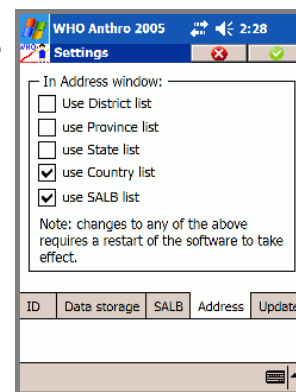 WHO Anthro 2005 2:28
WHO
Settings
In Address window:
Use District list
use Province list
use State list
use Country list
use SALB list
Note: changes to any of the above
requires a restart of the software to take
effect.
ID Data storage SALB Address Update